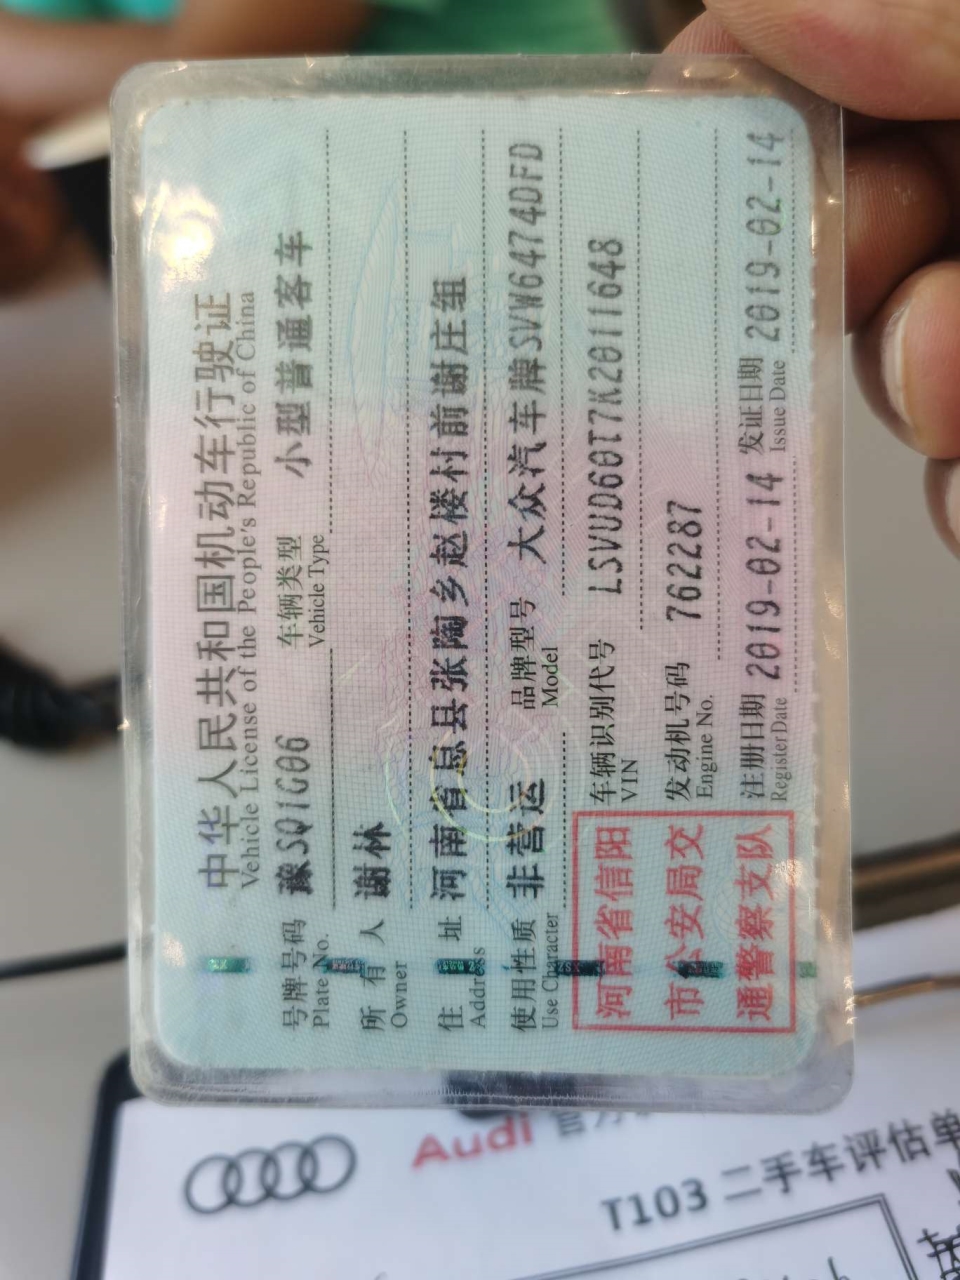 中华人民共和国机动车行驶证
Vehicle License of the People's Republic of China
号牌号码 豫SQ1G06 车辆类型 小型普通客车
Plate No. Vehicle Type
所有人 谢林
Owner
住址 河南省息县张陶乡赵楼村前谢庄组
Address
使用性质 非营运 品牌型号 大众汽车牌SVW6474DFD
Use Character Model
河南省信阳
市公安局交
通警察支队
车辆识别代号 LSVUD60T7K2011648
VIN
发动机号码 762287
Engine No.
注册日期 2019-02-14 发证日期 2019-02-14
Register Date Issue Date
Audi 官方
T103 二手车评估单